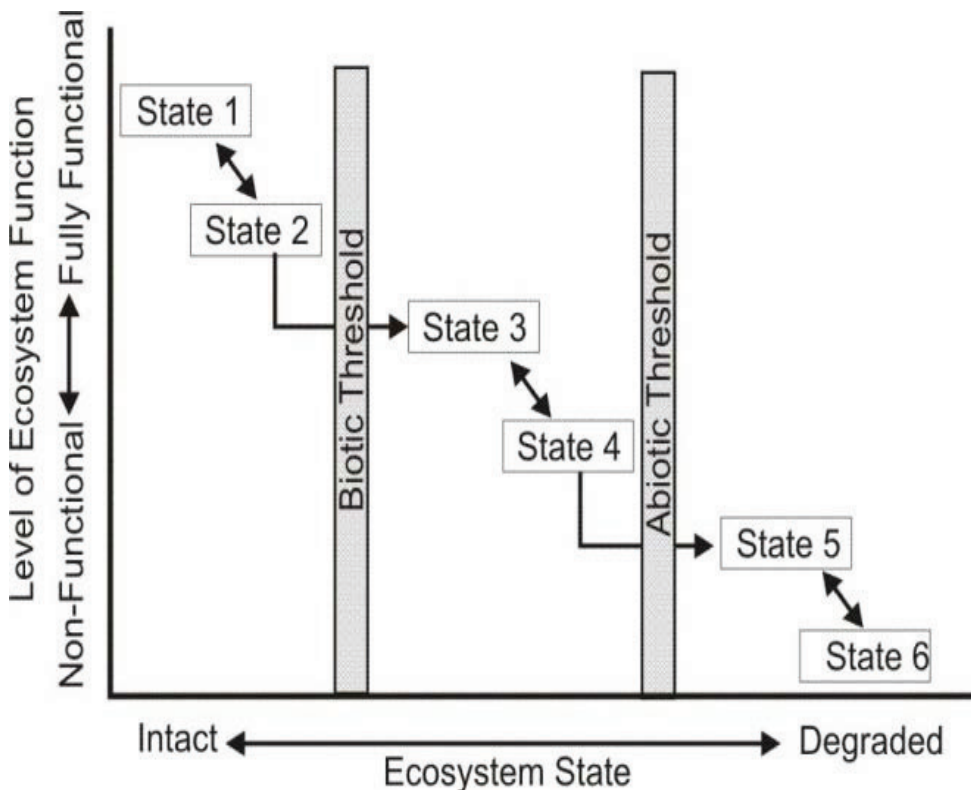 Level of Ecosystem Function
Non-Functional Fully Functional
State 1
State 2
Biotic Threshold
State 3
State 4
Abiotic Threshold
State 5
State 6
Intact
Degraded
Ecosystem State